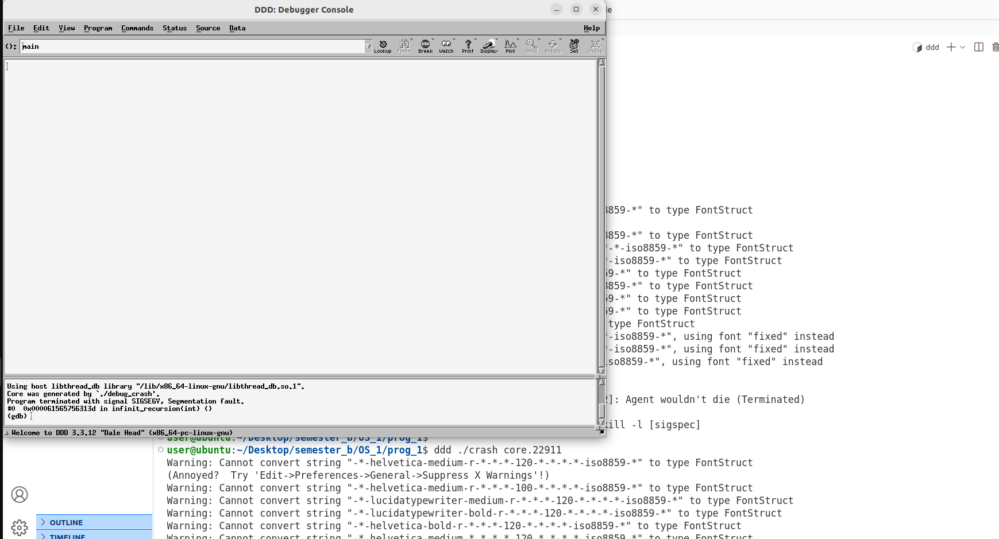 DDD: Debugger Console
File Edit View Program Commands Status Source Data Help
(): main
Lookup Find>> Break Watch Print Display Plot Show Rotate Set Undisp
ddd
859-*" to type FontStruct
859-*" to type FontStruct
-*-iso8859-*" to type FontStruct
-iso8859-*" to type FontStruct
9-*" to type FontStruct
859-*" to type FontStruct
9-*" to type FontStruct
9-*" to type FontStruct
type FontStruct
-iso8859-*", using font "fixed" instead
-iso8859-*", using font "fixed" instead
so8859-*", using font "fixed" instead
Using host libthread_db library "/lib/x86_64-linux-gnu/libthread_db.so.1".
Core was generated by `./debug_crash'.
Program terminated with signal SIGSEGV, Segmentation fault.
#0 0x000061565756313d in infinit_recursion(int) ()
(gdb)
]: Agent wouldn't die (Terminated)
kill -l [sigspec]
Welcome to DDD 3.3.12 "Dale Head" (x86_64-pc-linux-gnu)
user@ubuntu:~/Desktop/semester_b/OS_1/prog_1$
user@ubuntu:~/Desktop/semester_b/OS_1/prog_1$ ddd ./crash core.22911
Warning: Cannot convert string "-*-helvetica-medium-r-*-*-*-120-*-*-*-*-iso8859-*" to type FontStruct
(Annoyed? Try 'Edit->Preferences->General->Suppress X Warnings'!)
Warning: Cannot convert string "-*-helvetica-medium-r-*-*-*-100-*-*-*-*-iso8859-*" to type FontStruct
Warning: Cannot convert string "-*-lucidatypewriter-medium-r-*-*-*-120-*-*-*-*-iso8859-*" to type FontStruct
Warning: Cannot convert string "-*-lucidatypewriter-bold-r-*-*-*-120-*-*-*-*-iso8859-*" to type FontStruct
Warning: Cannot convert string "-*-helvetica-bold-r-*-*-*-120-*-*-*-*-iso8859-*" to type FontStruct
Warning: Cannot convert string "-*-helvetica-medium-r-*-*-*-120-*-*-*-*-iso8859-*" to type FontStruct
OUTLINE
TIMELINE